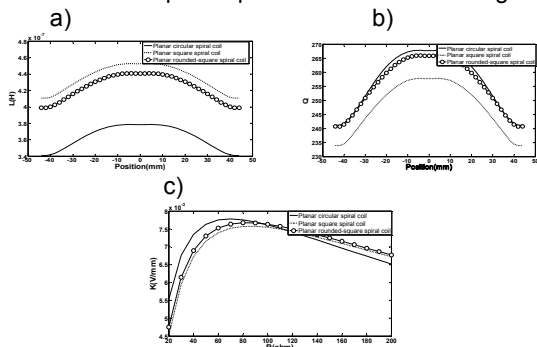 a)
4.8 x 10⁻⁷
Planar circular spiral coil
Planar square spiral coil
Planar rounded-square spiral coil
4.6
4.4
4.2
4
3.8
3.6
3.4
L(H)
-50 -40 -30 -20 -10 0 10 20 30 40 50
Position(mm)
b)
270
Planar circular spiral coil
Planar square spiral coil
Planar rounded-square spiral coil
265
260
255
250
245
240
235
230
Q
-50 -40 -30 -20 -10 0 10 20 30 40 50
Position(mm)
c)
8
Planar circular spiral coil
Planar square spiral coil
Planar rounded-square spiral coil
7.5
7
6.5
6
5.5
5
4.5
K(V/mm)
20 40 60 80 100 120 140 160 180 200